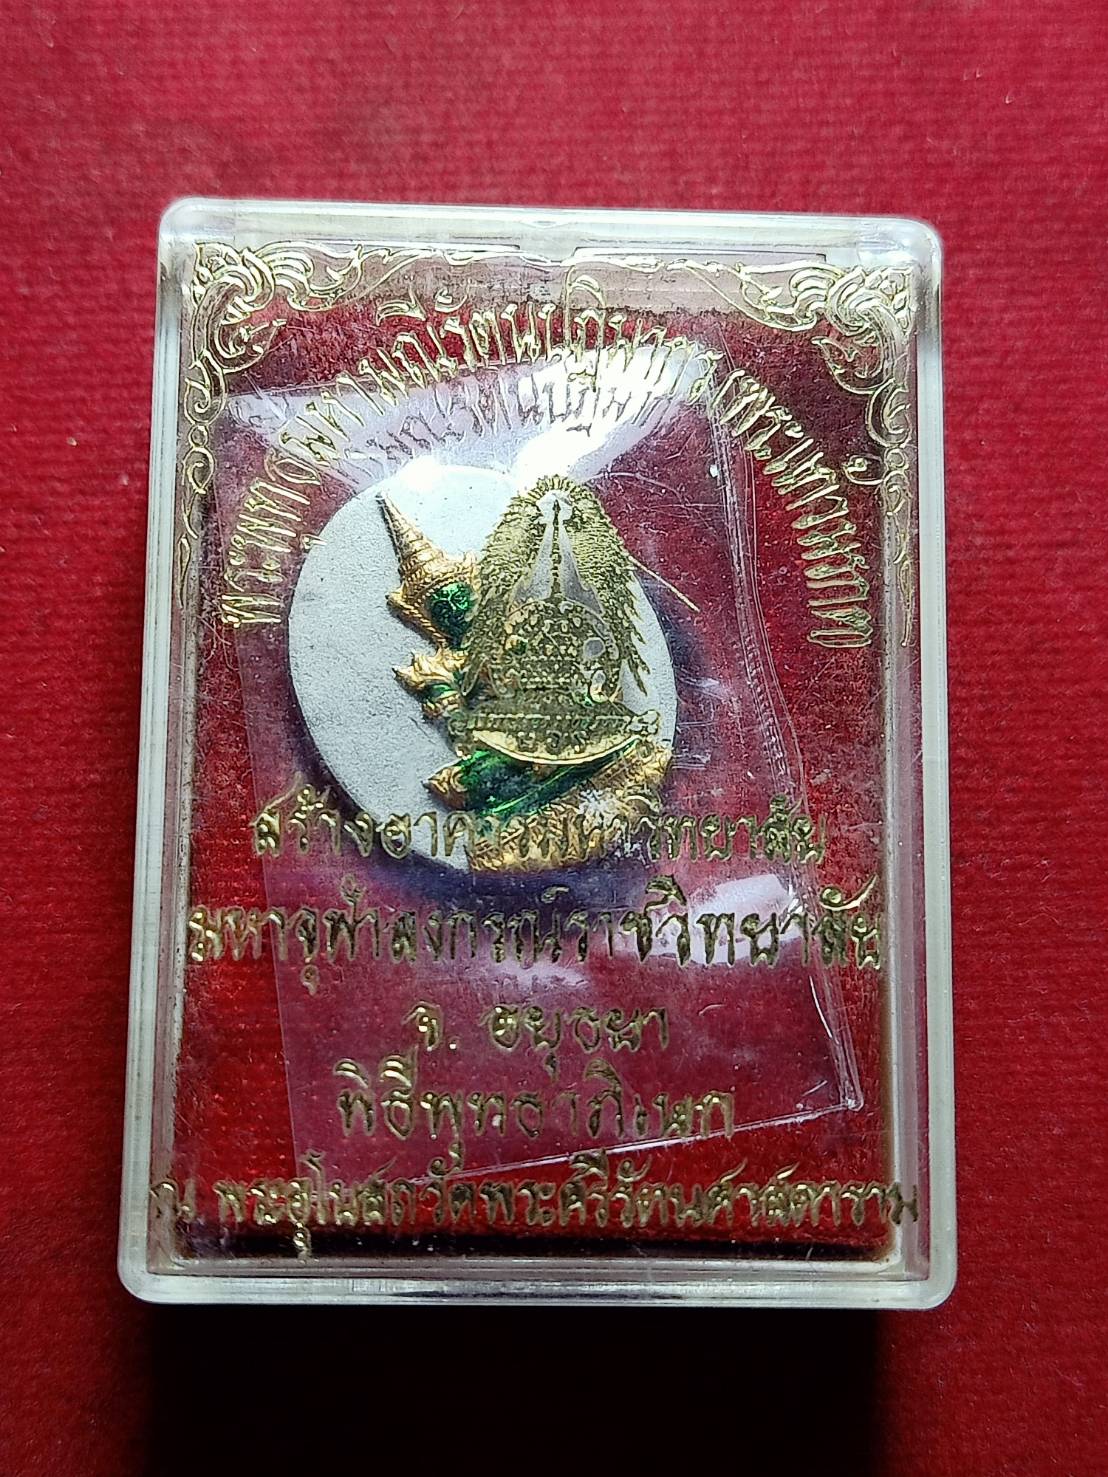 พระพุทธมหามณีรัตนปฏิมากร (พระแก้วมรกต)
สร้างอาคารมหาวิทยาลัย
มหาจุฬาลงกรณ์ราชวิทยาลัย
จ. อยุธยา
พิธีพุทธาภิเษก
ณ พระอุโบสถวัดพระศรีรัตนศาสดาราม